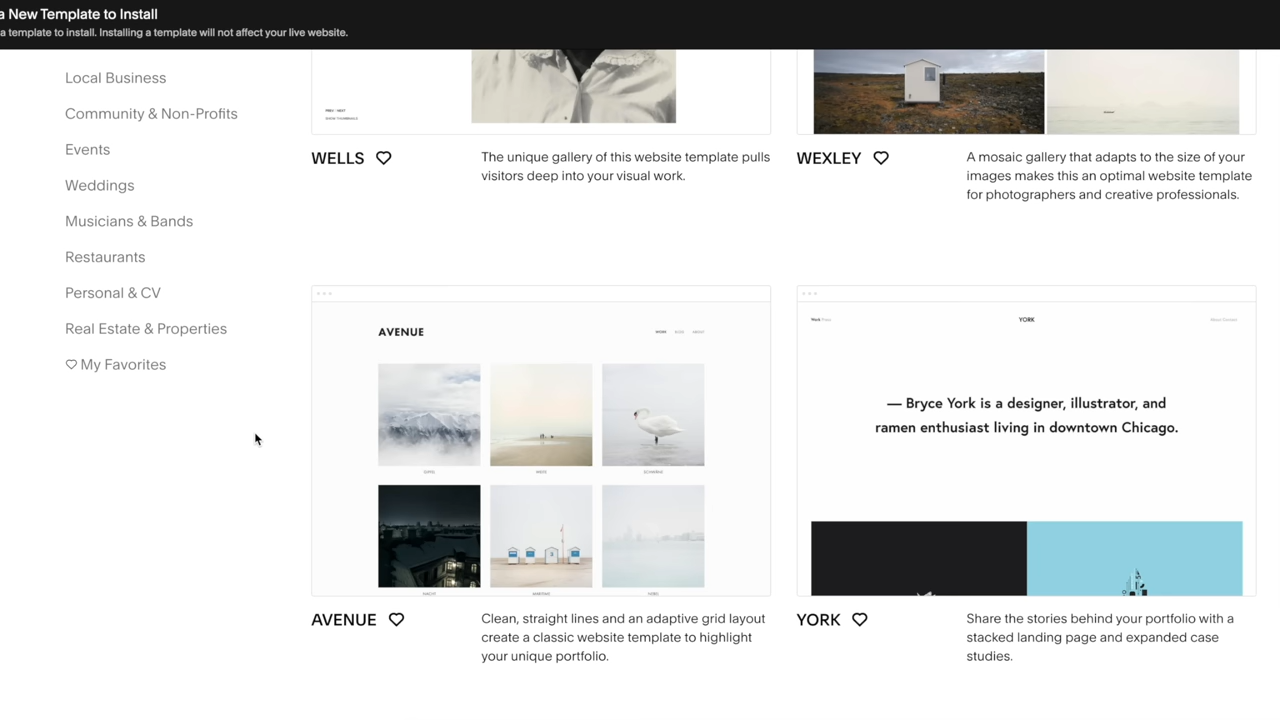 a New Template to Install
a template to install. Installing a template will not affect your live website.
Local Business
Community & Non-Profits
Events
Weddings
Musicians & Bands
Restaurants
Personal & CV
Real Estate & Properties
My Favorites
WELLS
The unique gallery of this website template pulls
visitors deep into your visual work.
WEXLEY
A mosaic gallery that adapts to the size of your
images makes this an optimal website template
for photographers and creative professionals.
AVENUE
AVENUE
Clean, straight lines and an adaptive grid layout
create a classic website template to highlight
your unique portfolio.
YORK
— Bryce York is a designer, illustrator, and
ramen enthusiast living in downtown Chicago.
YORK
Share the stories behind your portfolio with a
stacked landing page and expanded case
studies.